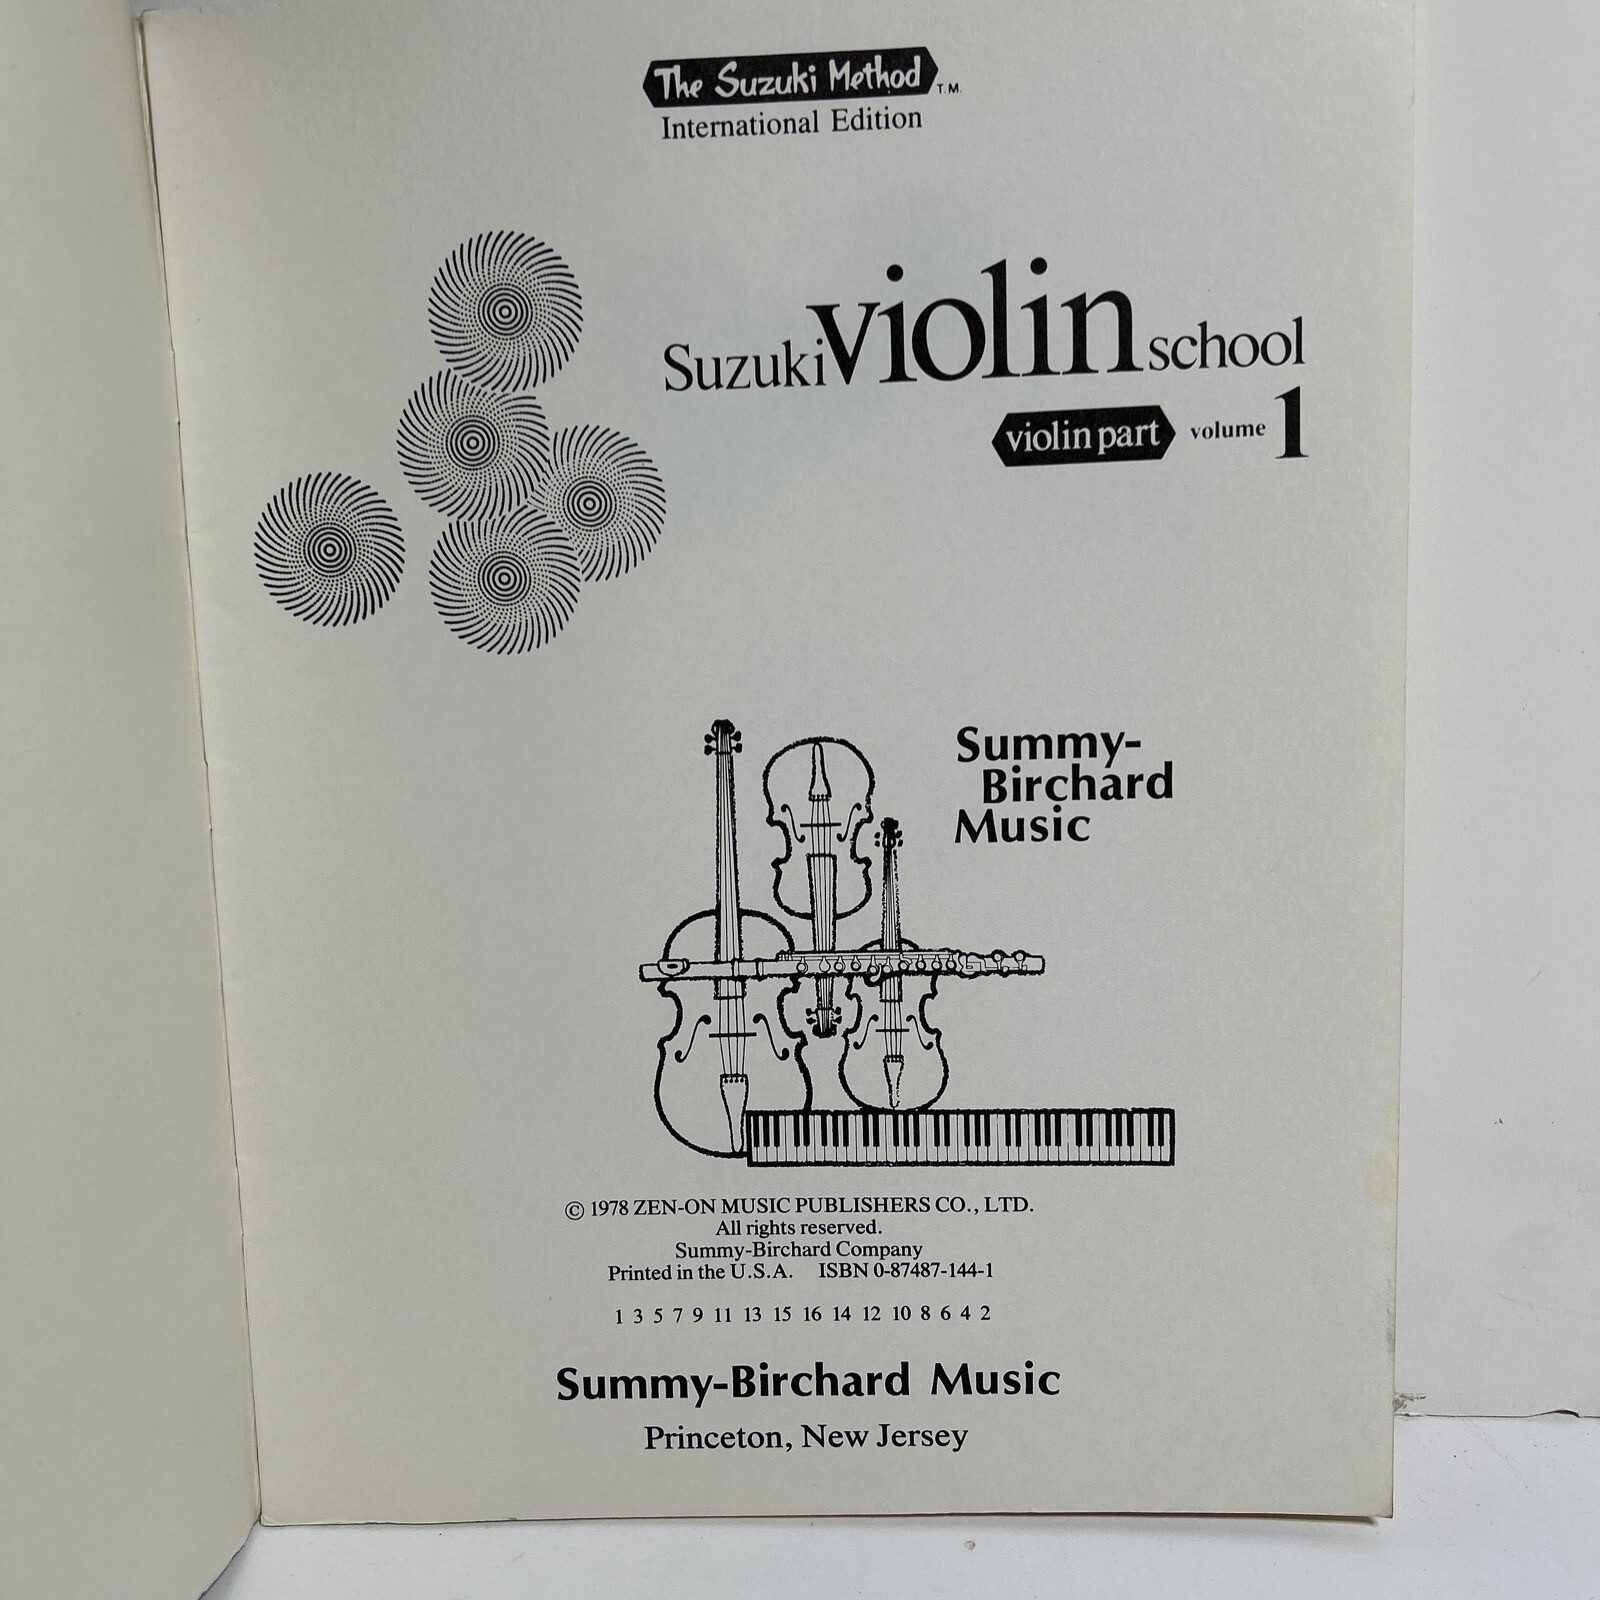 The Suzuki Method T.M.
International Edition
Suzuki violin school
violin part volume 1
Summy-
Birchard
Music
© 1978 ZEN-ON MUSIC PUBLISHERS CO., LTD.
All rights reserved.
Summy-Birchard Company
Printed in the U.S.A. ISBN 0-87487-144-1
1 3 5 7 9 11 13 15 16 14 12 10 8 6 4 2
Summy-Birchard Music
Princeton, New Jersey